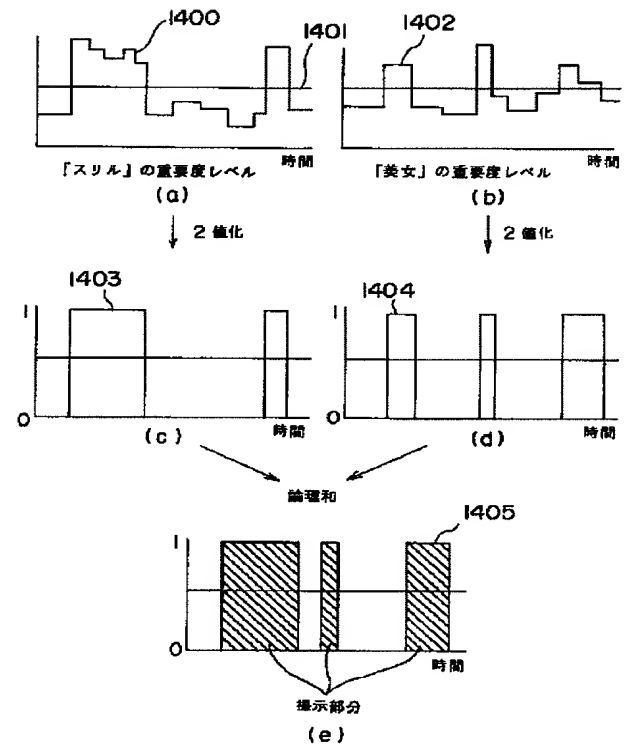 1400
1401
1402
時間
「スリル」の重要度レベル
(a)
時間
「美女」の重要度レベル
(b)
2値化
2値化
1403
1
0
時間
(c)
1404
1
0
時間
(d)
論理和
1405
1
0
時間
提示部分
(e)